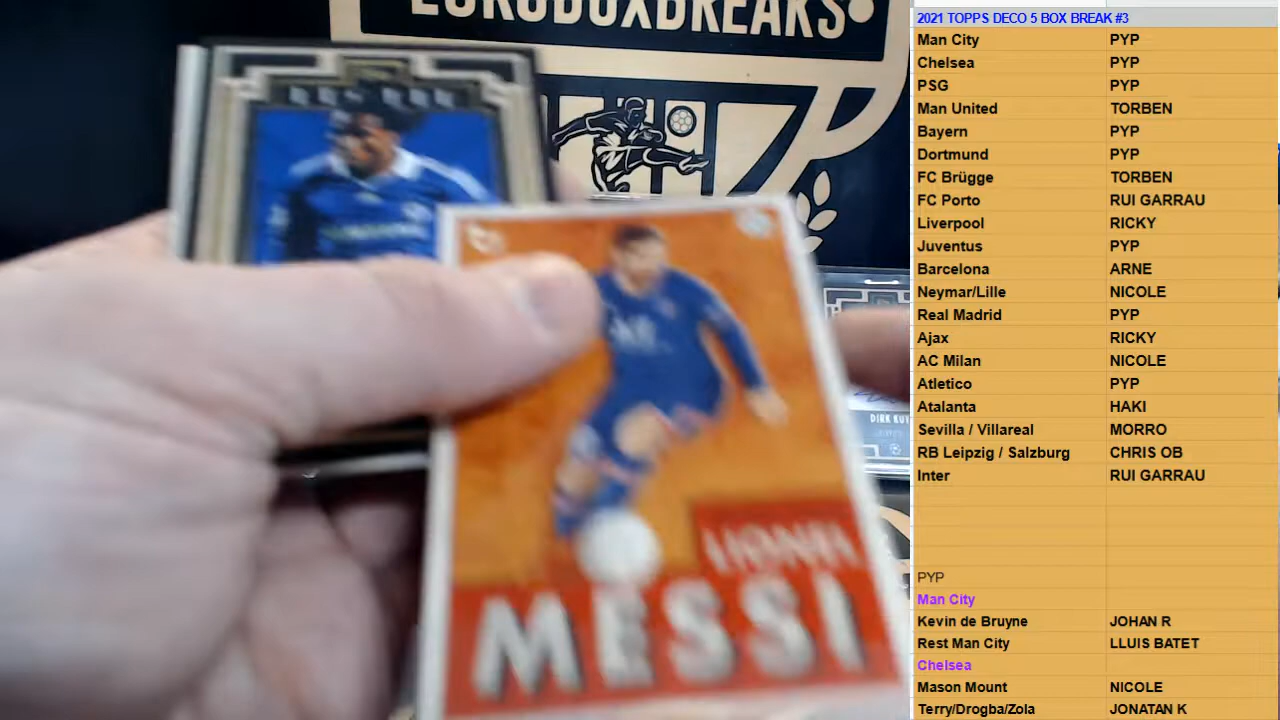 EUROBOXBREAKS
LIONEL
MESSI
DIRK KUY
2021 TOPPS DECO 5 BOX BREAK #3
Man City PYP
Chelsea PYP
PSG PYP
Man United TORBEN
Bayern PYP
Dortmund PYP
FC Brügge TORBEN
FC Porto RUI GARRAU
Liverpool RICKY
Juventus PYP
Barcelona ARNE
Neymar/Lille NICOLE
Real Madrid PYP
Ajax RICKY
AC Milan NICOLE
Atletico PYP
Atalanta HAKI
Sevilla / Villareal MORRO
RB Leipzig / Salzburg CHRIS OB
Inter RUI GARRAU
PYP
Man City
Kevin de Bruyne JOHAN R
Rest Man City LLUIS BATET
Chelsea
Mason Mount NICOLE
Terry/Drogba/Zola JONATAN K